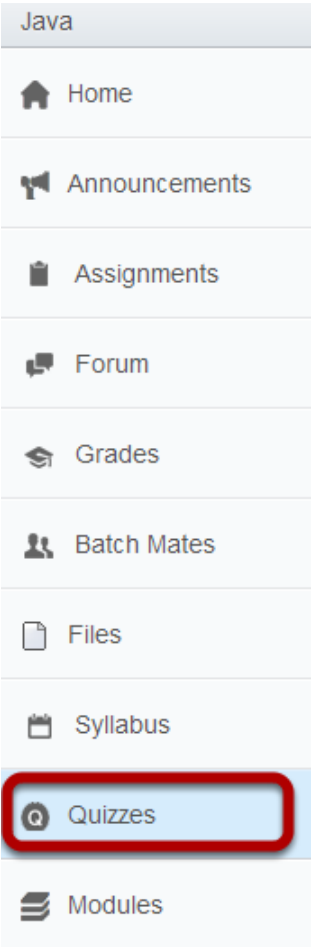 Java
Home
Announcements
Assignments
Forum
Grades
Batch Mates
Files
Syllabus
Q Quizzes
Modules